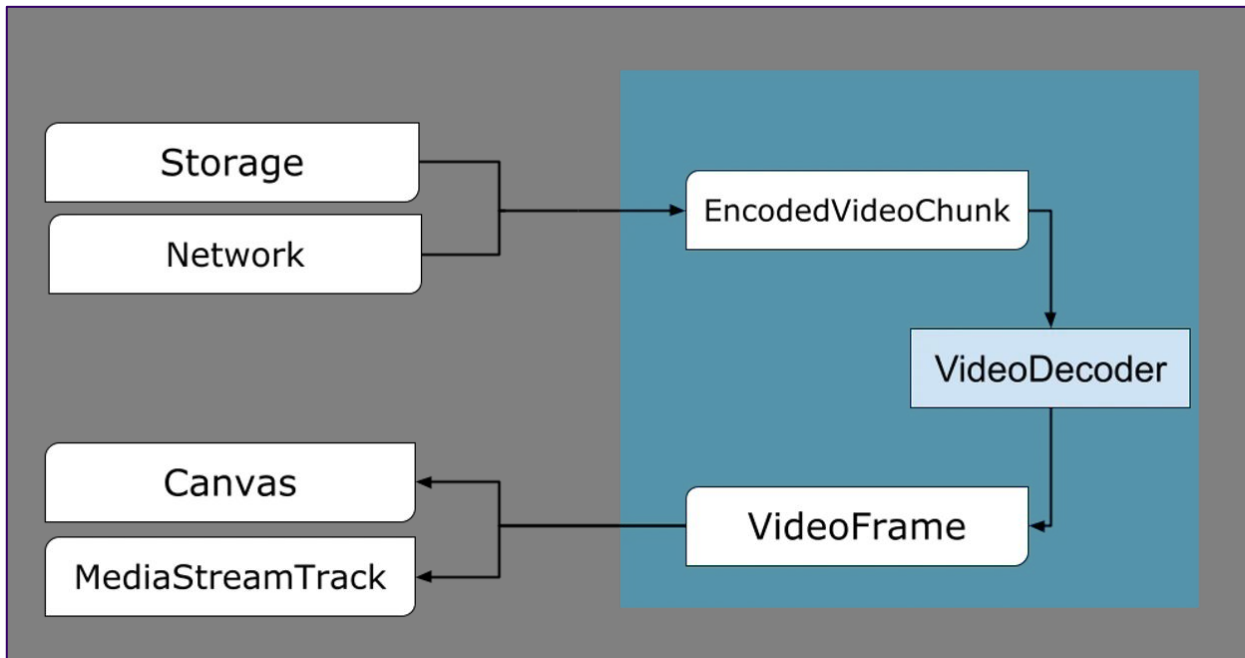 Storage
Network
EncodedVideoChunk
VideoDecoder
VideoFrame
Canvas
MediaStreamTrack